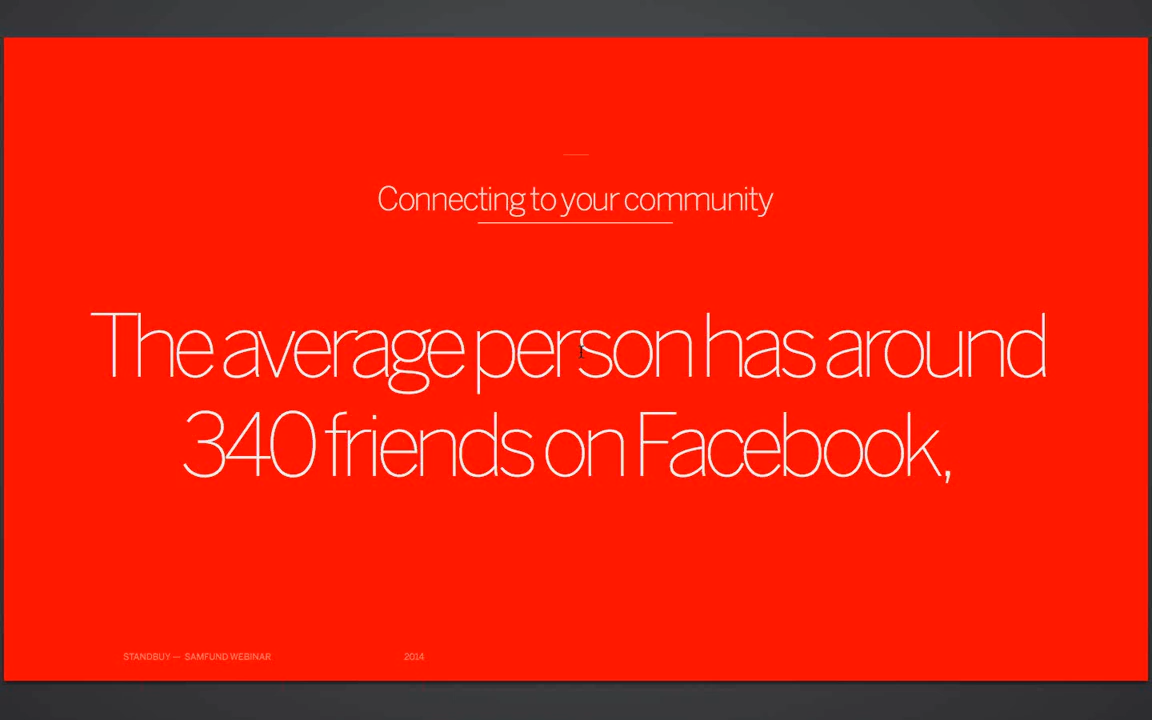 Connecting to your community
The average person has around
340 friends on Facebook,
STANDBUY — SAMFUND WEBINAR 2014